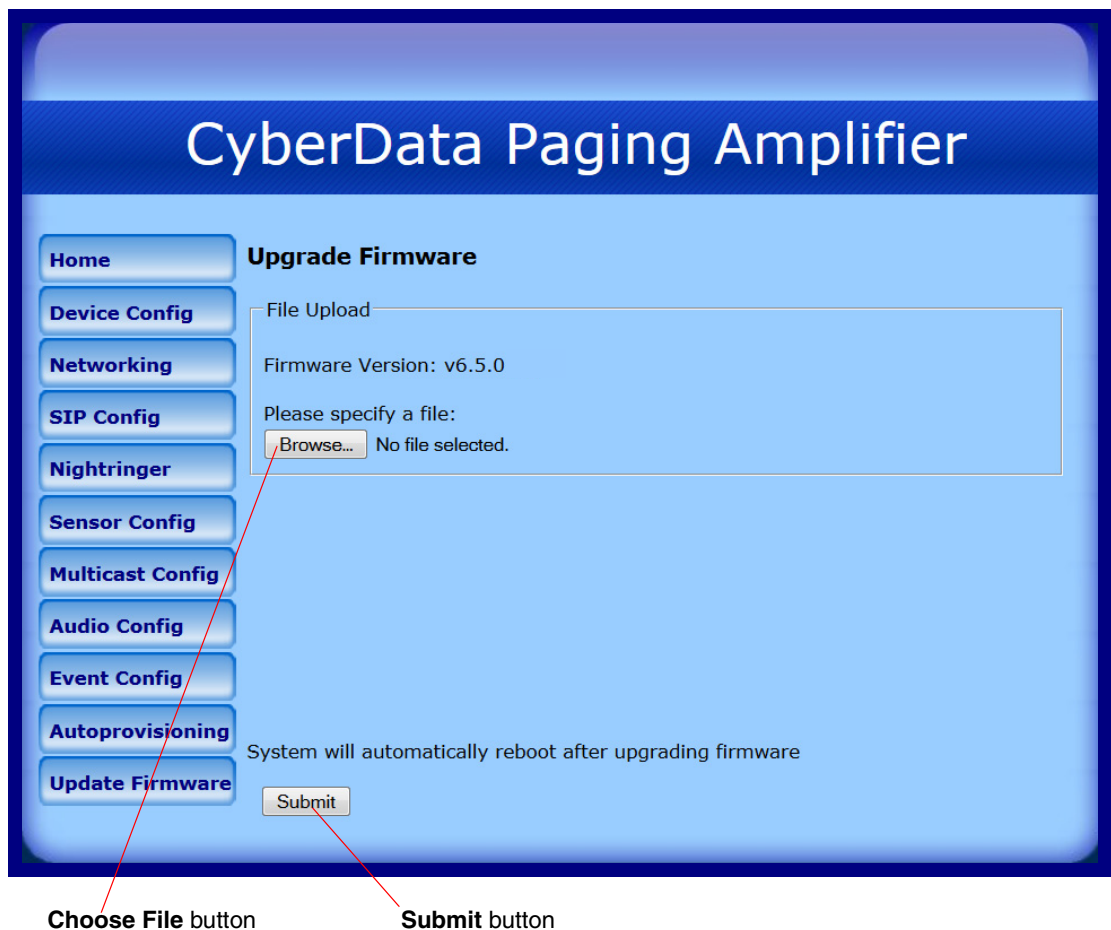 CyberData Paging Amplifier
Home
Device Config
Networking
SIP Config
Nightringer
Sensor Config
Multicast Config
Audio Config
Event Config
Autoprovisioning
Update Firmware
Upgrade Firmware
File Upload
Firmware Version: v6.5.0
Please specify a file:
Browse... No file selected.
System will automatically reboot after upgrading firmware
Submit
Choose File button
Submit button